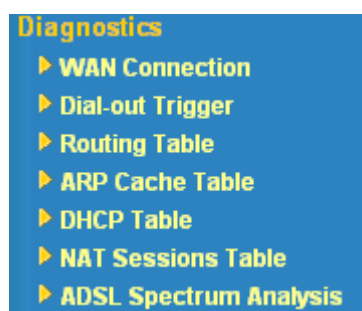 Diagnostics
WAN Connection
Dial-out Trigger
Routing Table
ARP Cache Table
DHCP Table
NAT Sessions Table
ADSL Spectrum Analysis